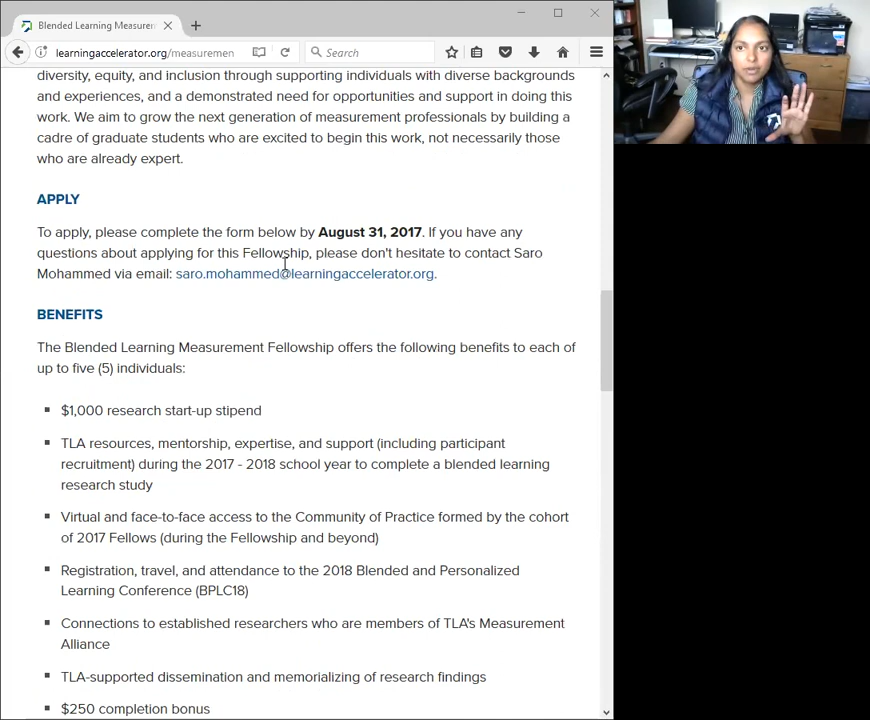 Blended Learning Measuremen
learningaccelerator.org/measuremen
Search
diversity, equity, and inclusion through supporting individuals with diverse backgrounds
and experiences, and a demonstrated need for opportunities and support in doing this
work. We aim to grow the next generation of measurement professionals by building a
cadre of graduate students who are excited to begin this work, not necessarily those
who are already expert.
APPLY
To apply, please complete the form below by August 31, 2017. If you have any
questions about applying for this Fellowship, please don't hesitate to contact Saro
Mohammed via email: saro.mohammed@learningaccelerator.org.
BENEFITS
The Blended Learning Measurement Fellowship offers the following benefits to each of
up to five (5) individuals:
$1,000 research start-up stipend
TLA resources, mentorship, expertise, and support (including participant
recruitment) during the 2017 - 2018 school year to complete a blended learning
research study
Virtual and face-to-face access to the Community of Practice formed by the cohort
of 2017 Fellows (during the Fellowship and beyond)
Registration, travel, and attendance to the 2018 Blended and Personalized
Learning Conference (BPLC18)
Connections to established researchers who are members of TLA's Measurement
Alliance
TLA-supported dissemination and memorializing of research findings
$250 completion bonus